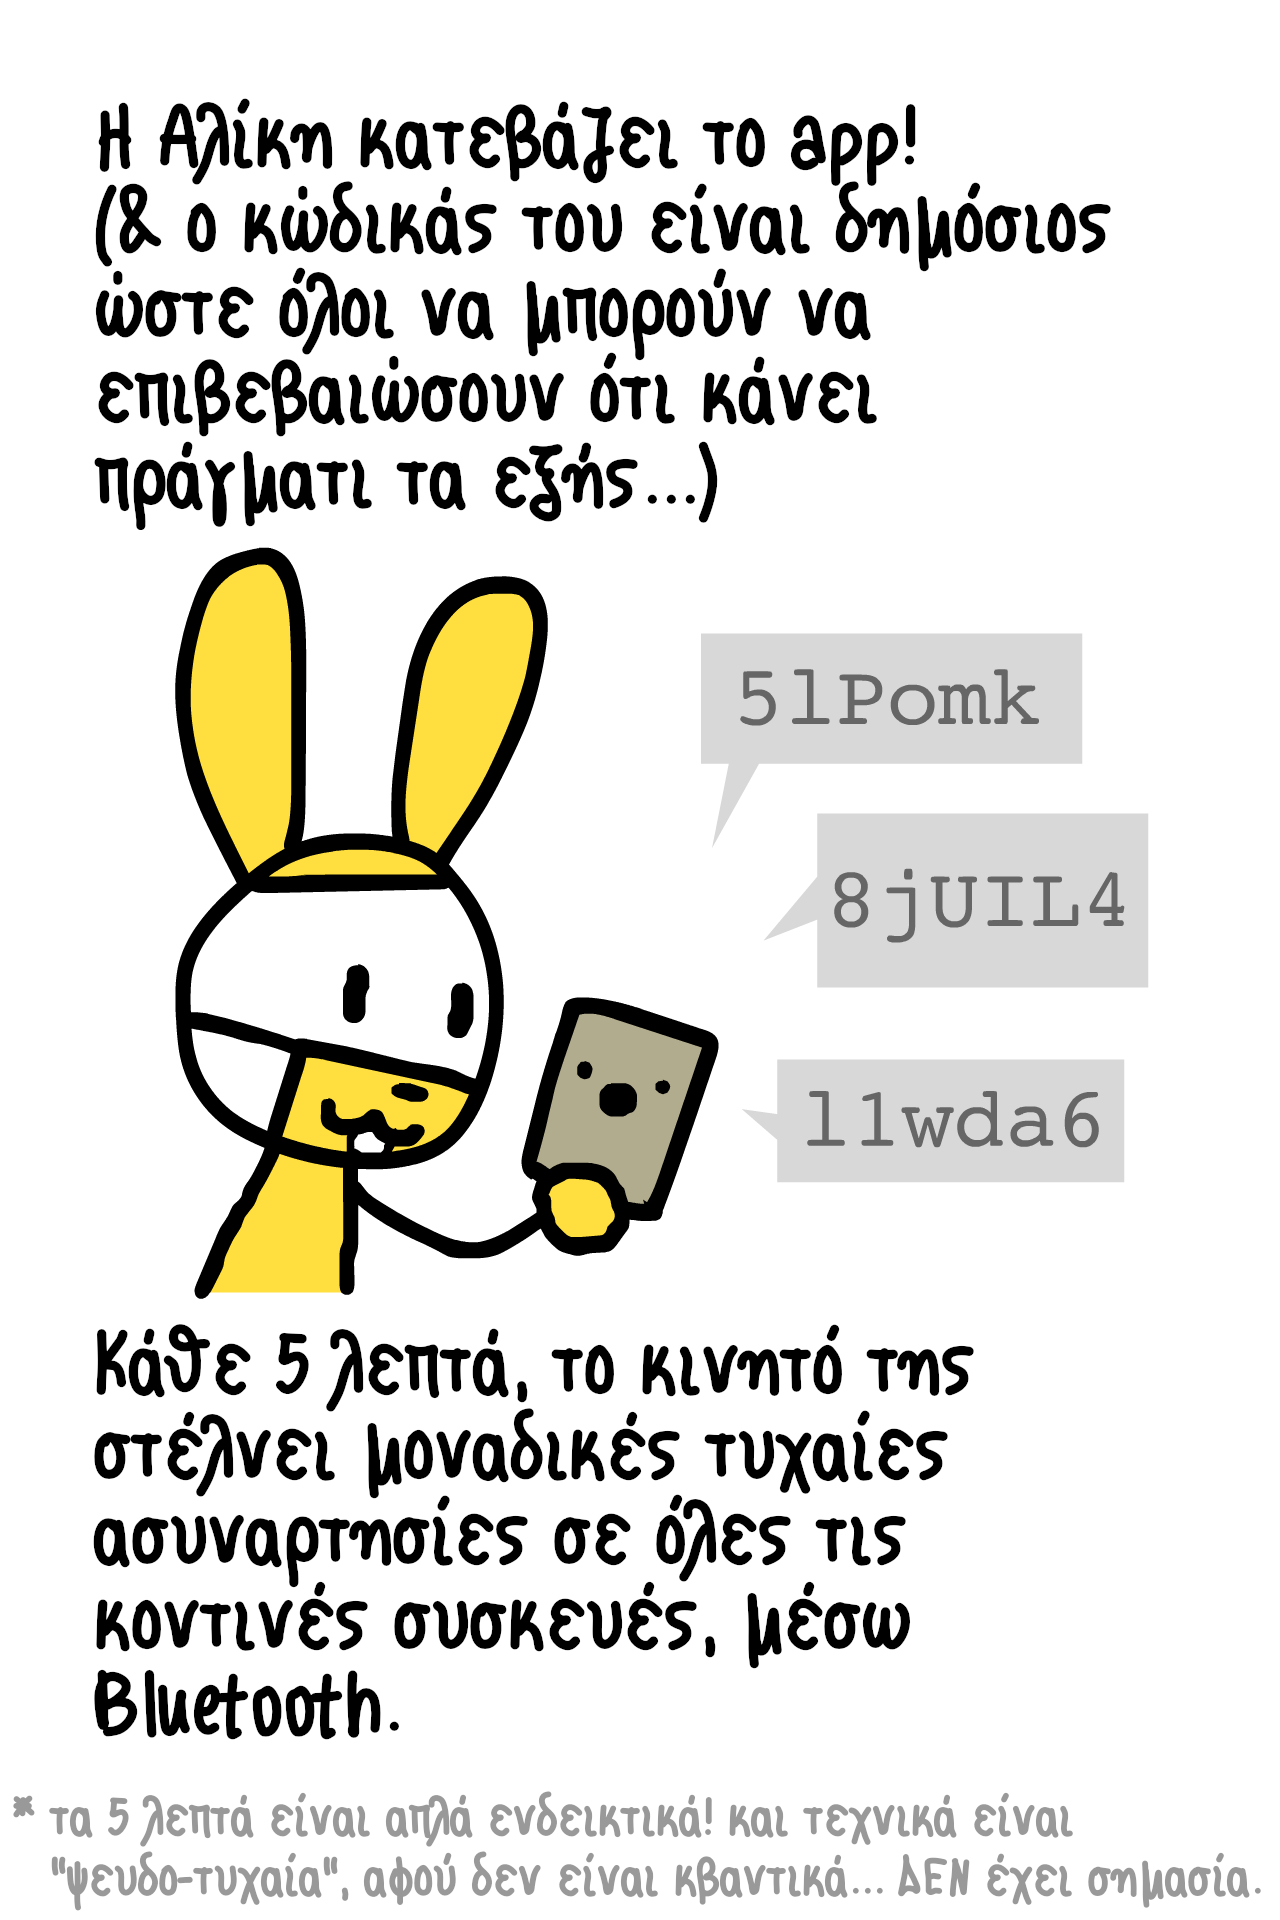 Η Αλίκη κατεβάζει το app!
(& ο κώδικάς του είναι δημόσιος
ώστε όλοι να μπορούν να
επιβεβαιώσουν ότι κάνει
πράγματι τα εξής...)
5lPomk
8jUIL4
l1wda6
Κάθε 5 λεπτά, το κινητό της
στέλνει μοναδικές τυχαίες
ασυναρτησίες σε όλες τις
κοντινές συσκευές, μέσω
Bluetooth.
* τα 5 λεπτά είναι απλά ενδεικτικά! και τεχνικά είναι
"ψευδο-τυχαία", αφού δεν είναι κβαντικά... ΔΕΝ έχει σημασία.